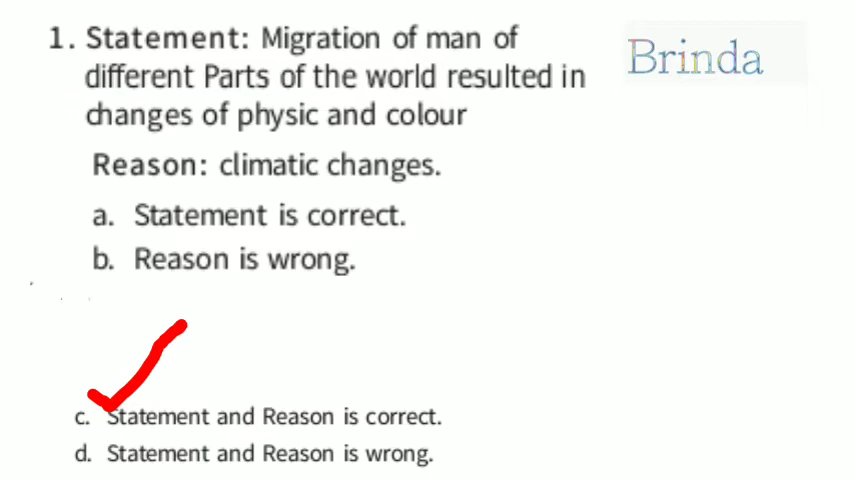 1. Statement: Migration of man of
different Parts of the world resulted in
changes of physic and colour
Brinda
Reason: climatic changes.
a. Statement is correct.
b. Reason is wrong.
c. Statement and Reason is correct.
d. Statement and Reason is wrong.